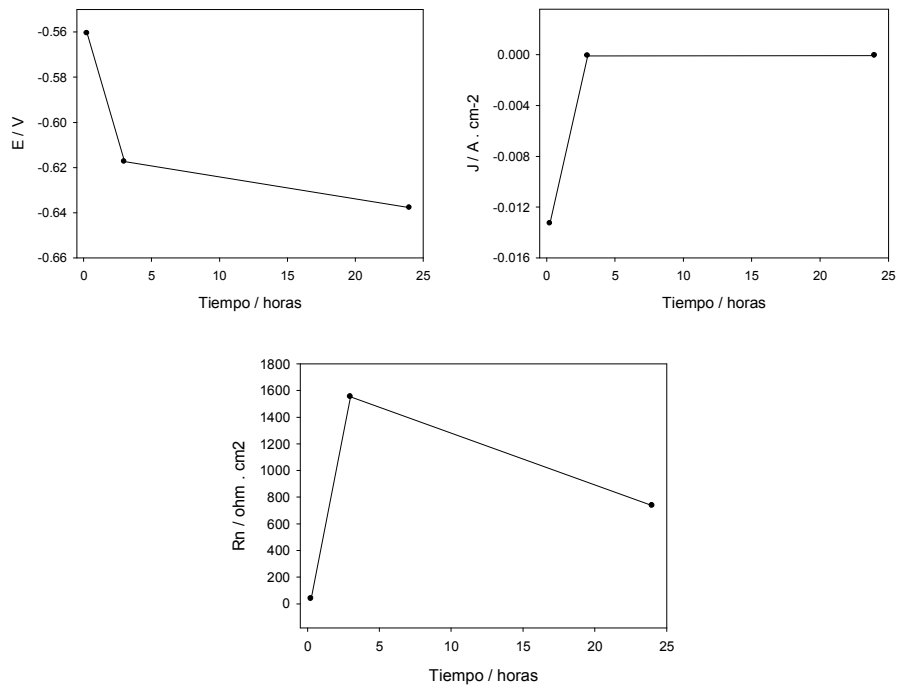 E / V
-0.56
-0.58
-0.60
-0.62
-0.64
-0.66
0 5 10 15 20 25
Tiempo / horas
J / A . cm-2
0.000
-0.004
-0.008
-0.012
-0.016
0 5 10 15 20 25
Tiempo / horas
Rn / ohm . cm2
1800
1600
1400
1200
1000
800
600
400
200
0
0 5 10 15 20 25
Tiempo / horas